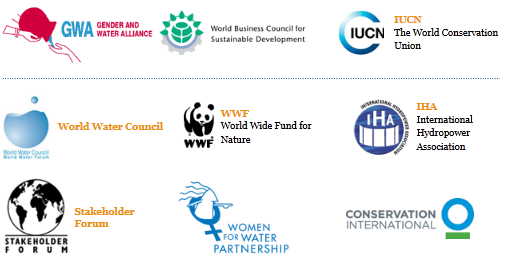 GWA GENDER AND
WATER ALLIANCE
World Business Council for
Sustainable Development
IUCN
IUCN
The World Conservation
Union
World Water Council
World Water Forum
World Water Council
WWF
WWF
World Wide Fund for
Nature
INTERNATIONAL HYDROPOWER ASSOCIATION
IHA
IHA
International
Hydropower
Association
STAKEHOLDER
FORUM
Stakeholder
Forum
WOMEN
FOR WATER
PARTNERSHIP
CONSERVATION
INTERNATIONAL